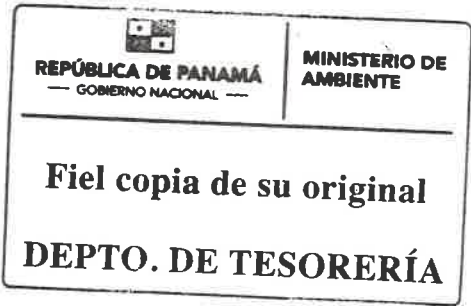 REPÚBLICA DE PANAMÁ
— GOBIERNO NACIONAL —
MINISTERIO DE
AMBIENTE
Fiel copia de su original
DEPTO. DE TESORERÍA